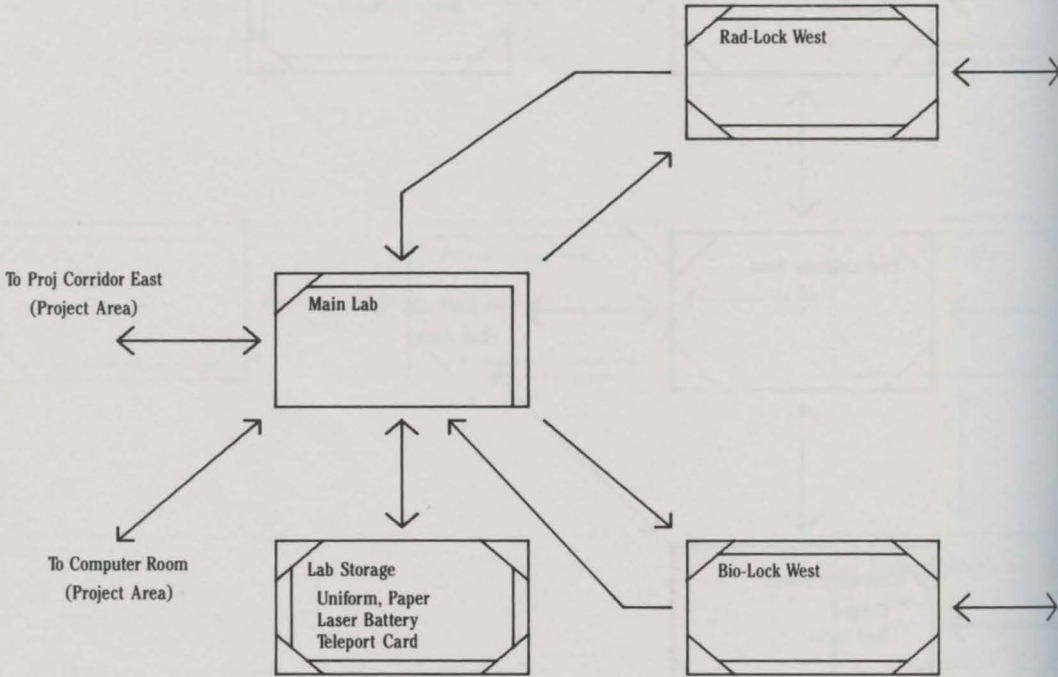 Rad-Lock West
To Proj Corridor East
(Project Area)
Main Lab
To Computer Room
(Project Area)
Lab Storage
Uniform, Paper
Laser Battery
Teleport Card
Bio-Lock West